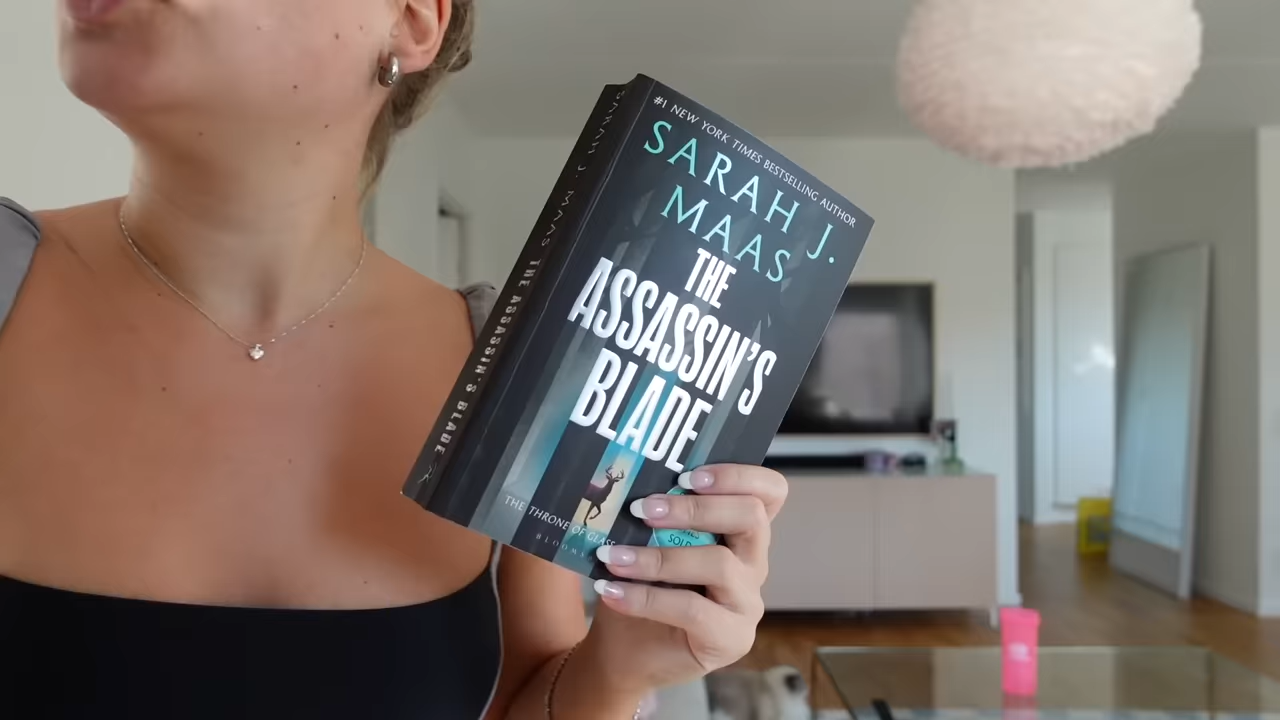 #1 NEW YORK TIMES BESTSELLING AUTHOR
SARAH J.
MAAS
THE
ASSASSIN'S
BLADE
THE THRONE OF GLASS
SARAH J. MAAS THE ASSASSIN'S BLADE